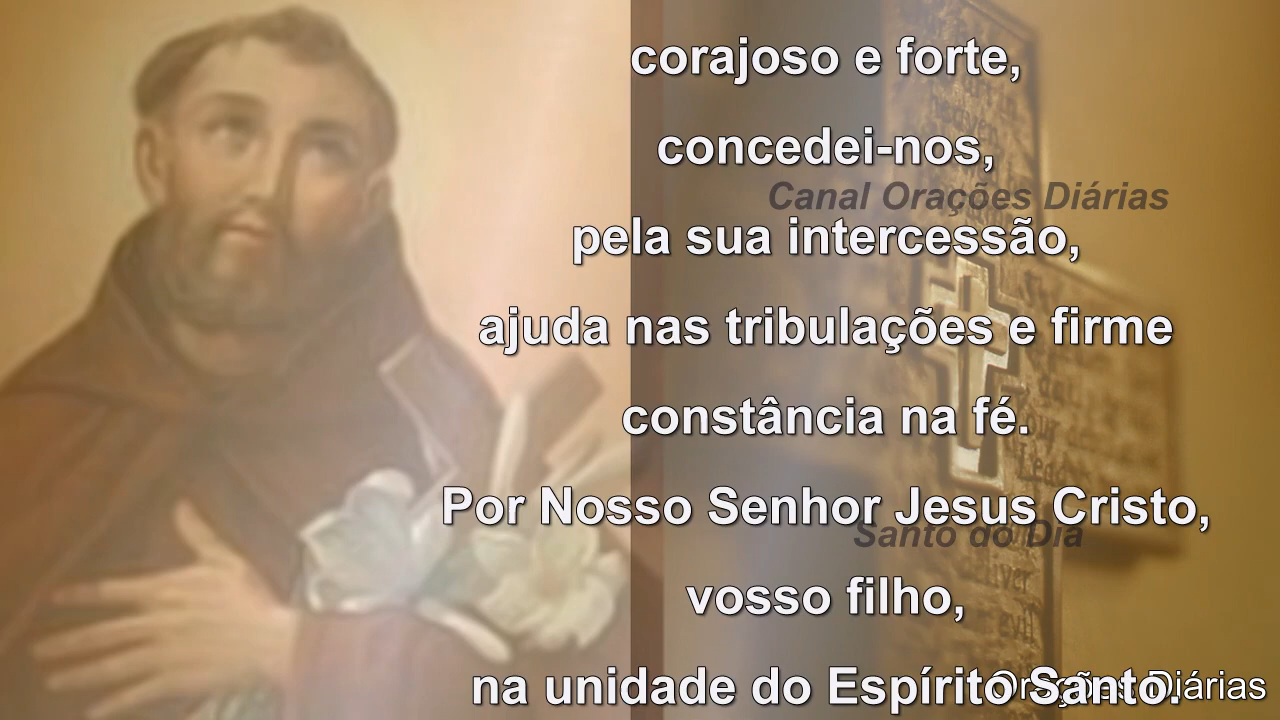 corajoso e forte,
concedei-nos,
Canal Orações Diárias
pela sua intercessão,
ajuda nas tribulações e firme
constância na fé.
Por Nosso Senhor Jesus Cristo,
Santo do Dia
vosso filho,
na unidade do Espírito Santo.
Orações Diárias